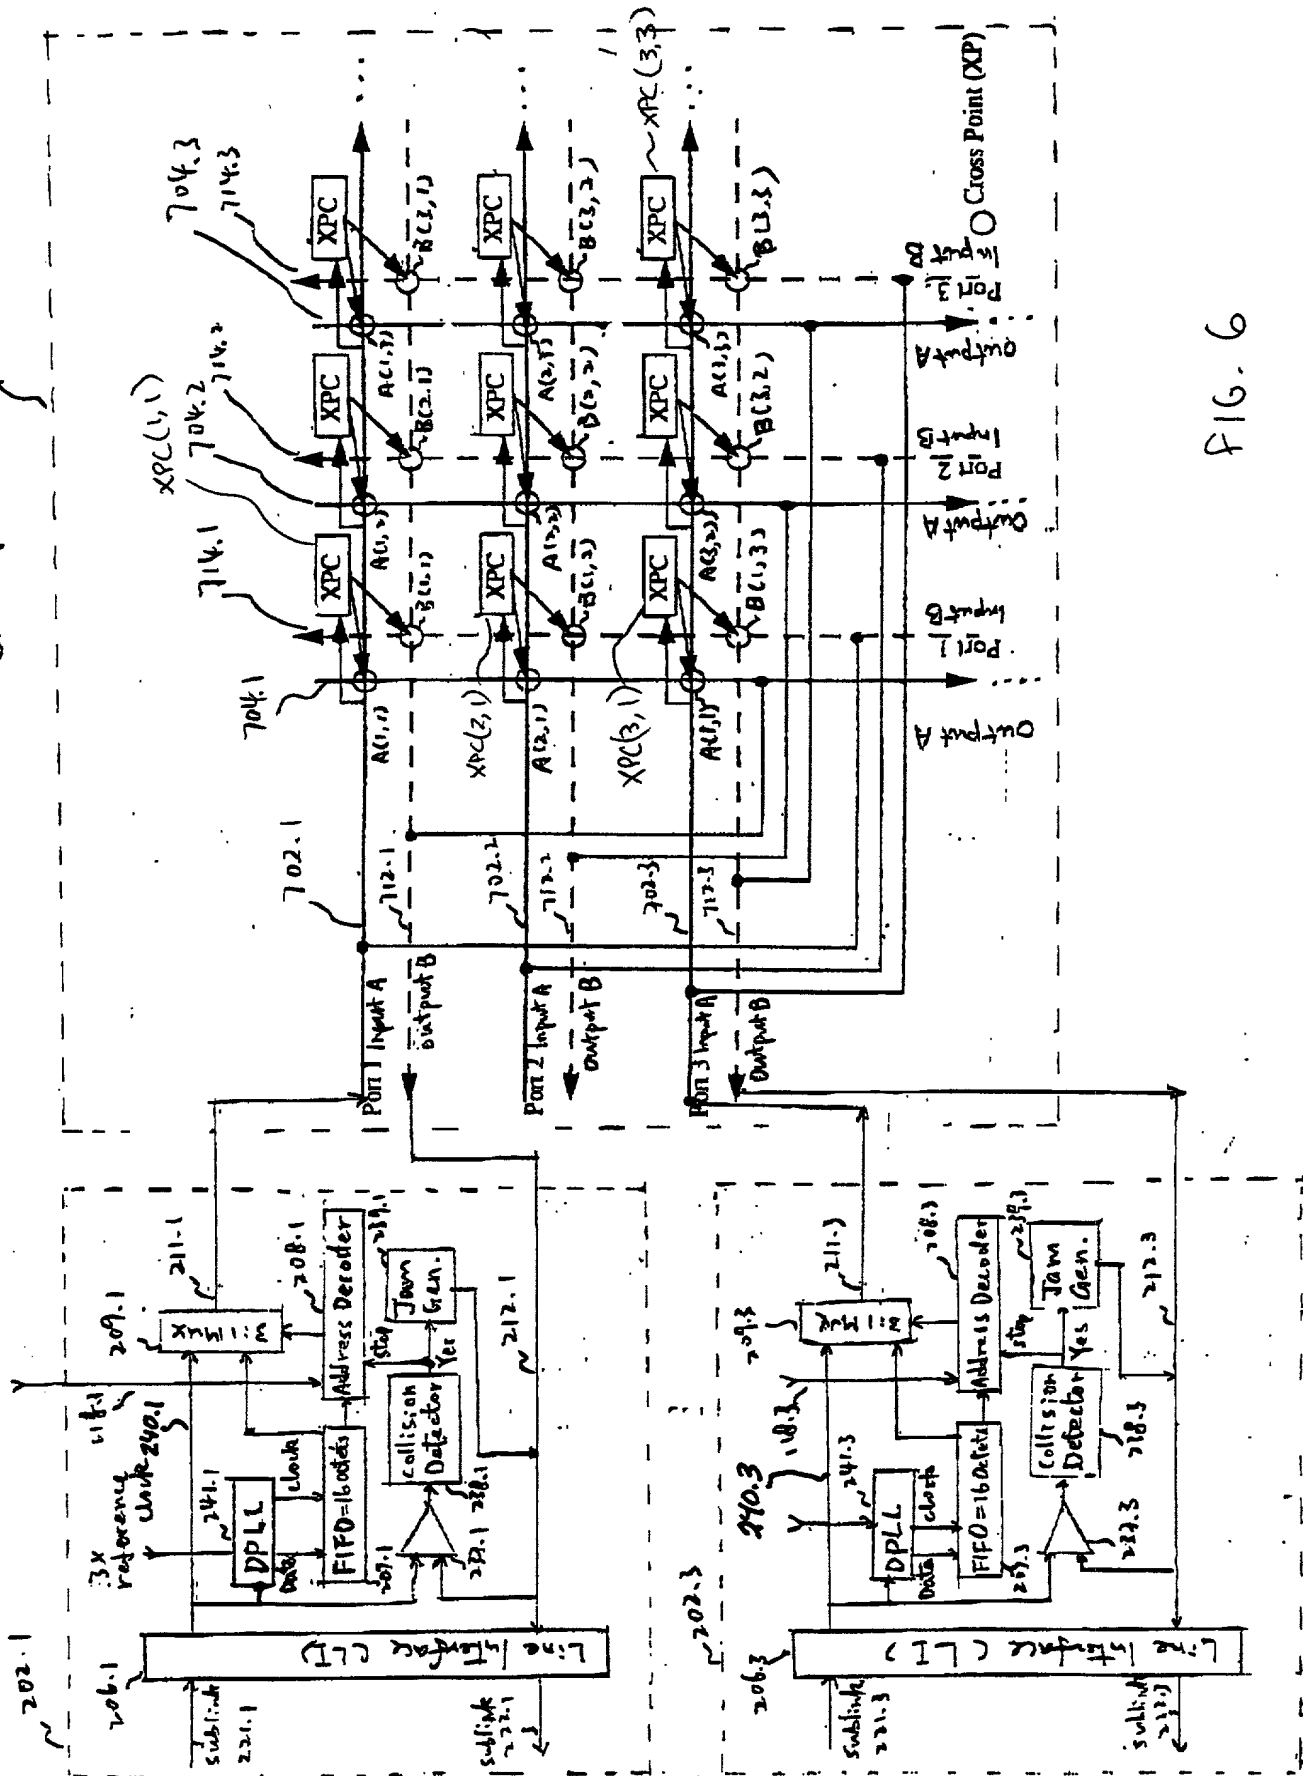 202.1
206.1
sublink
221.1
sublink
222.1
Line
Interface (LI)
3x
reference
clock
240.1
241.1
DPLL
Data
clock
FIFO=16 octets
207.1
237.1
Collision
Detector
238.1
Yes
stop
Address Decoder
208.1
209.1
211.1
Jam
Gen.
239.1
212.1
202.3
206.3
sublink
221.3
sublink
Line
Interface (LI)
240.3
118.3
241.3
DPLL
Data
clock
FIFO=16 Octets
207.3
237.3
Collision
Detector
238.3
Yes
stop
Address Decoder
208.3
209.3
211.3
Jam
Gen.
239.3
212.3
Port 1 Input A
Output B
702.1
712.1
Port 2 Input A
Output B
702.2
712.2
Port 3 Input A
Output B
702.3
712.3
704.1
714.1
XPC(1,1)
704.2
714.2
704.3
714.3
XPC
XPC
XPC
A(1,1)
B(1,1)
A(1,2)
B(2,1)
A(1,3)
B(3,1)
...
XPC(2,1)
XPC
XPC
XPC
A(2,1)
B(1,2)
A(2,2)
B(2,2)
A(2,3)
B(3,2)
...
XPC(3,1)
XPC
XPC
XPC
XPC(3,3)
A(1,1)
B(1,3)
A(3,2)
B(3,2)
A(3,3)
B(3,3)
...
Output A
Port 1
Input B
Output A
Port 2
Input B
Output A
Port 3
Input B
Cross Point (XP)
FIG. 6